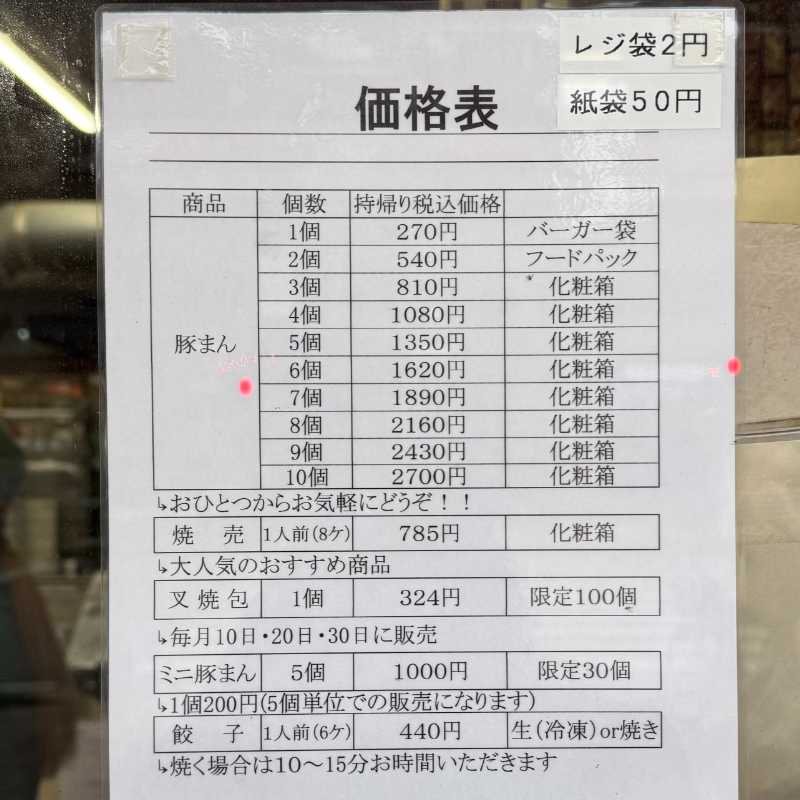 レジ袋2円
紙袋50円
価格表
商品 個数 持帰り税込価格
豚まん
1個 270円 バーガー袋
2個 540円 フードパック
3個 810円 化粧箱
4個 1080円 化粧箱
5個 1350円 化粧箱
6個 1620円 化粧箱
7個 1890円 化粧箱
8個 2160円 化粧箱
9個 2430円 化粧箱
10個 2700円 化粧箱
↳おひとつからお気軽にどうぞ！！
焼売 1人前(8ケ) 785円 化粧箱
↳大人気のおすすめ商品
叉焼包 1個 324円 限定100個
↳毎月10日・20日・30日に販売
ミニ豚まん 5個 1000円 限定30個
↳1個200円(5個単位での販売になります)
餃子 1人前(6ケ) 440円 生(冷凍)or焼き
↳焼く場合は10～15分お時間いただきます